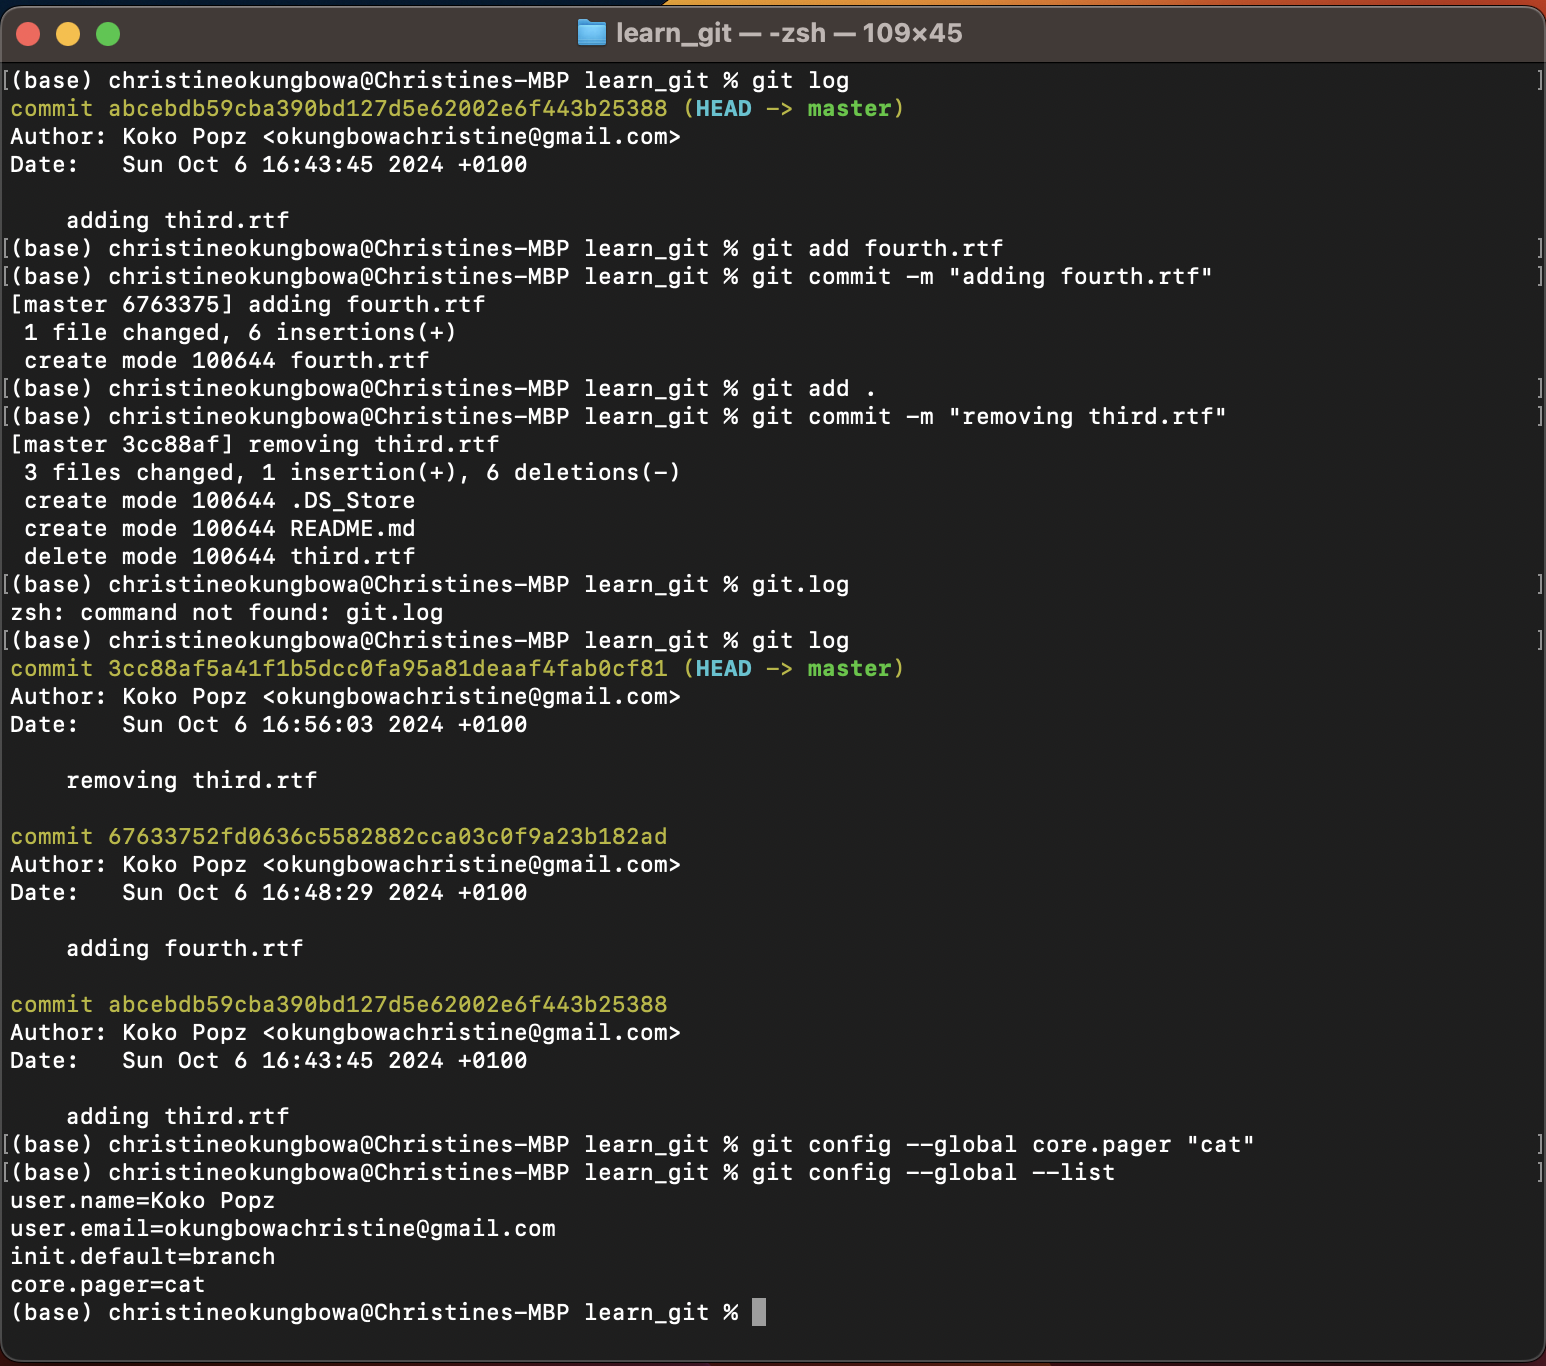 learn_git — -zsh — 109×45
[(base) christineokungbowa@Christines-MBP learn_git % git log ]
commit abcebdb59cba390bd127d5e62002e6f443b25388 (HEAD -> master)
Author: Koko Popz <okungbowachristine@gmail.com>
Date:   Sun Oct 6 16:43:45 2024 +0100
    adding third.rtf
[(base) christineokungbowa@Christines-MBP learn_git % git add fourth.rtf ]
[(base) christineokungbowa@Christines-MBP learn_git % git commit -m "adding fourth.rtf" ]
[master 6763375] adding fourth.rtf
 1 file changed, 6 insertions(+)
 create mode 100644 fourth.rtf
[(base) christineokungbowa@Christines-MBP learn_git % git add . ]
[(base) christineokungbowa@Christines-MBP learn_git % git commit -m "removing third.rtf" ]
[master 3cc88af] removing third.rtf
 3 files changed, 1 insertion(+), 6 deletions(-)
 create mode 100644 .DS_Store
 create mode 100644 README.md
 delete mode 100644 third.rtf
[(base) christineokungbowa@Christines-MBP learn_git % git.log ]
zsh: command not found: git.log
[(base) christineokungbowa@Christines-MBP learn_git % git log ]
commit 3cc88af5a41f1b5dcc0fa95a81deaaf4fab0cf81 (HEAD -> master)
Author: Koko Popz <okungbowachristine@gmail.com>
Date:   Sun Oct 6 16:56:03 2024 +0100
    removing third.rtf
commit 67633752fd0636c5582882cca03c0f9a23b182ad
Author: Koko Popz <okungbowachristine@gmail.com>
Date:   Sun Oct 6 16:48:29 2024 +0100
    adding fourth.rtf
commit abcebdb59cba390bd127d5e62002e6f443b25388
Author: Koko Popz <okungbowachristine@gmail.com>
Date:   Sun Oct 6 16:43:45 2024 +0100
    adding third.rtf
[(base) christineokungbowa@Christines-MBP learn_git % git config --global core.pager "cat" ]
[(base) christineokungbowa@Christines-MBP learn_git % git config --global --list ]
user.name=Koko Popz
user.email=okungbowachristine@gmail.com
init.default=branch
core.pager=cat
(base) christineokungbowa@Christines-MBP learn_git %